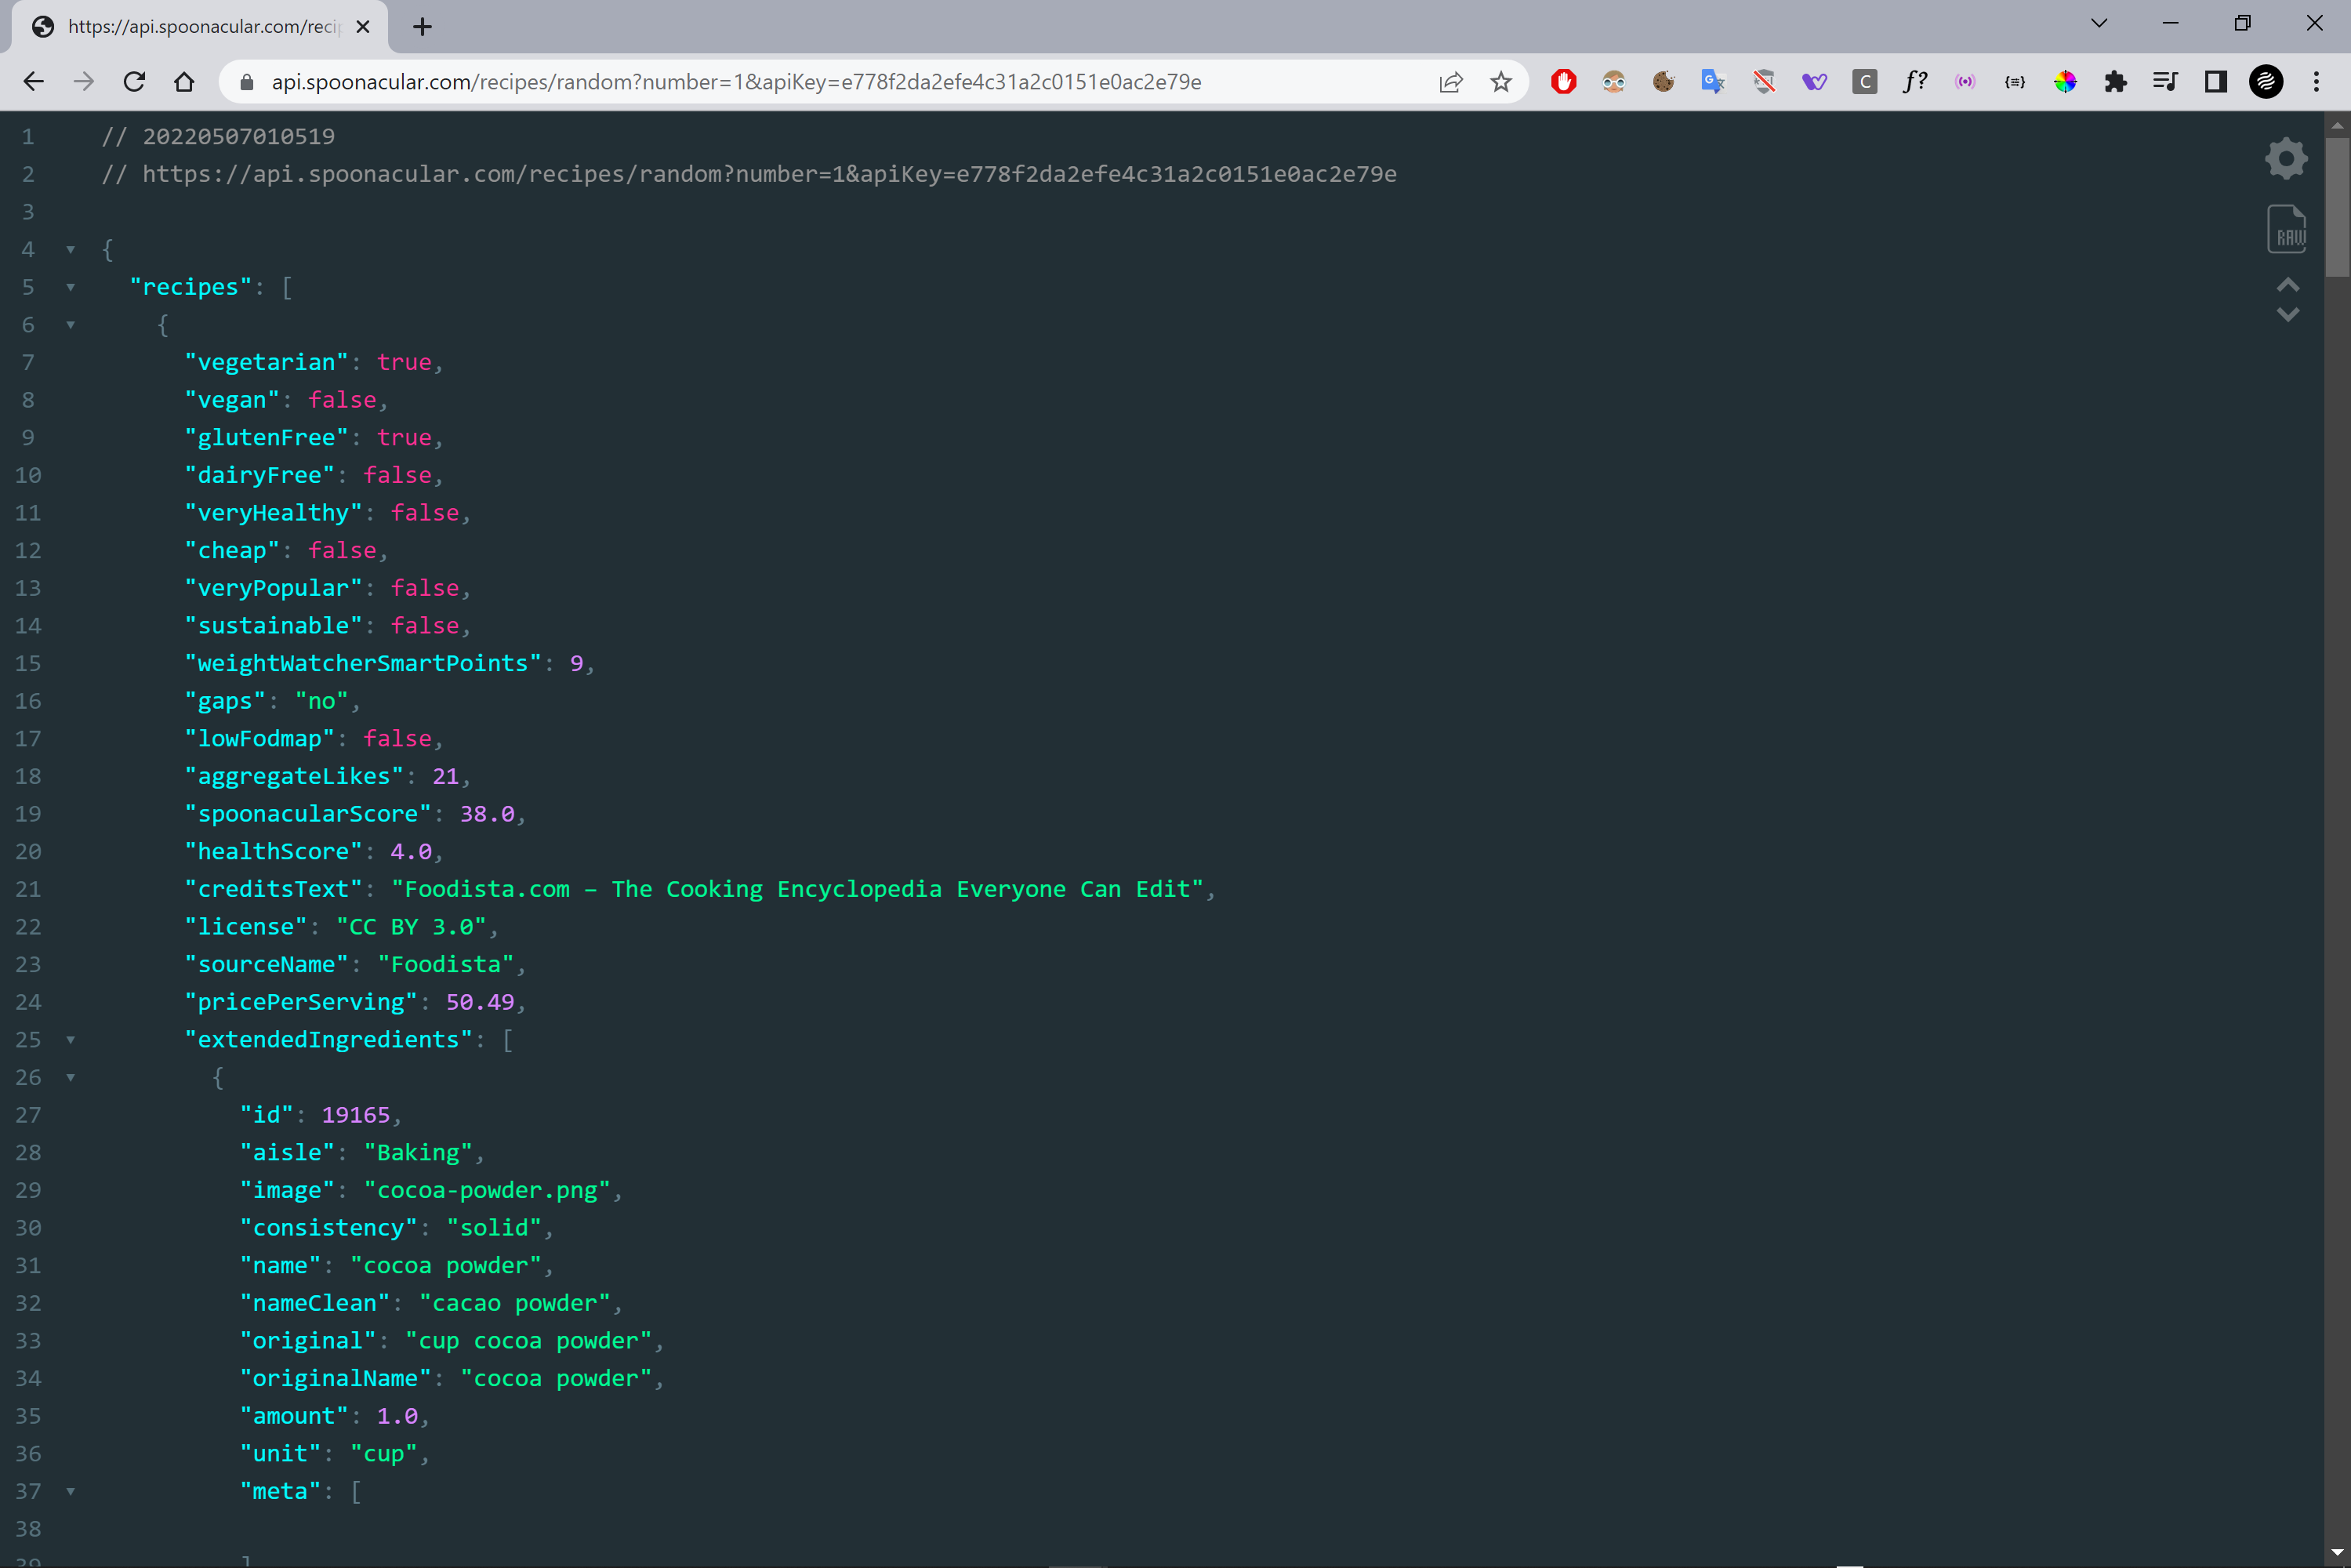 https://api.spoonacular.com/reci
api.spoonacular.com/recipes/random?number=1&apiKey=e778f2da2efe4c31a2c0151e0ac2e79e
1 // 20220507010519
2 // https://api.spoonacular.com/recipes/random?number=1&apiKey=e778f2da2efe4c31a2c0151e0ac2e79e
3
4 {
5 "recipes": [
6 {
7 "vegetarian": true,
8 "vegan": false,
9 "glutenFree": true,
10 "dairyFree": false,
11 "veryHealthy": false,
12 "cheap": false,
13 "veryPopular": false,
14 "sustainable": false,
15 "weightWatcherSmartPoints": 9,
16 "gaps": "no",
17 "lowFodmap": false,
18 "aggregateLikes": 21,
19 "spoonacularScore": 38.0,
20 "healthScore": 4.0,
21 "creditsText": "Foodista.com – The Cooking Encyclopedia Everyone Can Edit",
22 "license": "CC BY 3.0",
23 "sourceName": "Foodista",
24 "pricePerServing": 50.49,
25 "extendedIngredients": [
26 {
27 "id": 19165,
28 "aisle": "Baking",
29 "image": "cocoa-powder.png",
30 "consistency": "solid",
31 "name": "cocoa powder",
32 "nameClean": "cacao powder",
33 "original": "cup cocoa powder",
34 "originalName": "cocoa powder",
35 "amount": 1.0,
36 "unit": "cup",
37 "meta": [
38
39 ]
RAW
C
f?